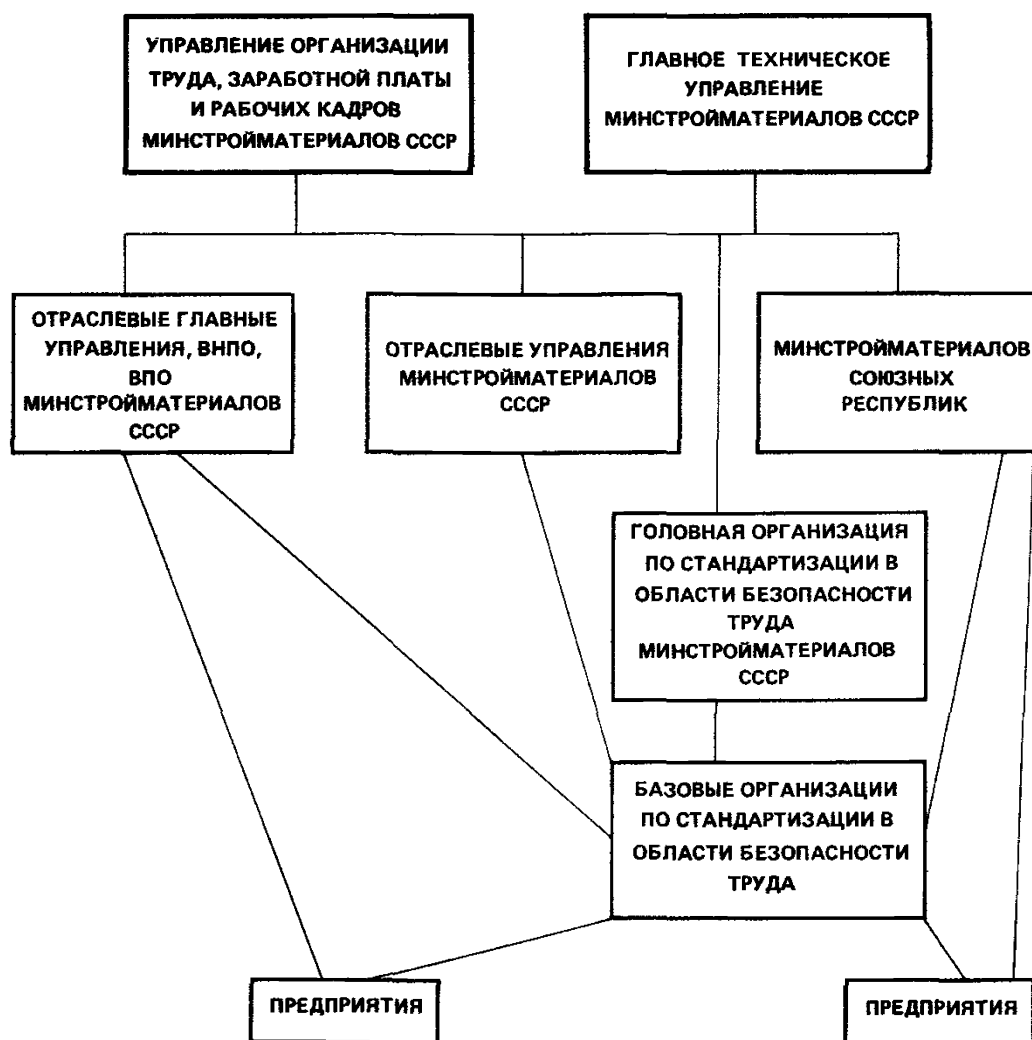 УПРАВЛЕНИЕ ОРГАНИЗАЦИИ
ТРУДА, ЗАРАБОТНОЙ ПЛАТЫ
И РАБОЧИХ КАДРОВ
МИНСТРОЙМАТЕРИАЛОВ СССР
ГЛАВНОЕ ТЕХНИЧЕСКОЕ
УПРАВЛЕНИЕ
МИНСТРОЙМАТЕРИАЛОВ СССР
ОТРАСЛЕВЫЕ ГЛАВНЫЕ
УПРАВЛЕНИЯ, ВНПО,
ВПО
МИНСТРОЙМАТЕРИАЛОВ
СССР
ОТРАСЛЕВЫЕ УПРАВЛЕНИЯ
МИНСТРОЙМАТЕРИАЛОВ
СССР
МИНСТРОЙМАТЕРИАЛОВ
СОЮЗНЫХ
РЕСПУБЛИК
ГОЛОВНАЯ ОРГАНИЗАЦИЯ
ПО СТАНДАРТИЗАЦИИ В
ОБЛАСТИ БЕЗОПАСНОСТИ
ТРУДА
МИНСТРОЙМАТЕРИАЛОВ
СССР
БАЗОВЫЕ ОРГАНИЗАЦИИ
ПО СТАНДАРТИЗАЦИИ В
ОБЛАСТИ БЕЗОПАСНОСТИ
ТРУДА
ПРЕДПРИЯТИЯ
ПРЕДПРИЯТИЯ